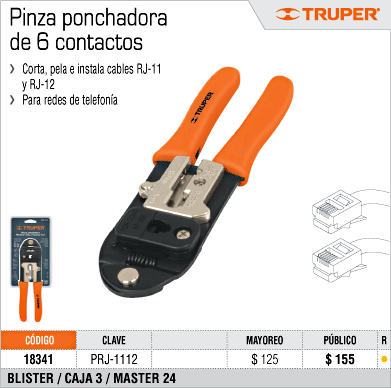 Pinza ponchadora
de 6 contactos
TRUPER®
Corta, pela e instala cables RJ-11
y RJ-12
Para redes de telefonía
TRUPER
TRUPER
CÓDIGO CLAVE MAYOREO PÚBLICO R
18341 PRJ-1112 $ 125 $ 155
BLISTER / CAJA 3 / MASTER 24